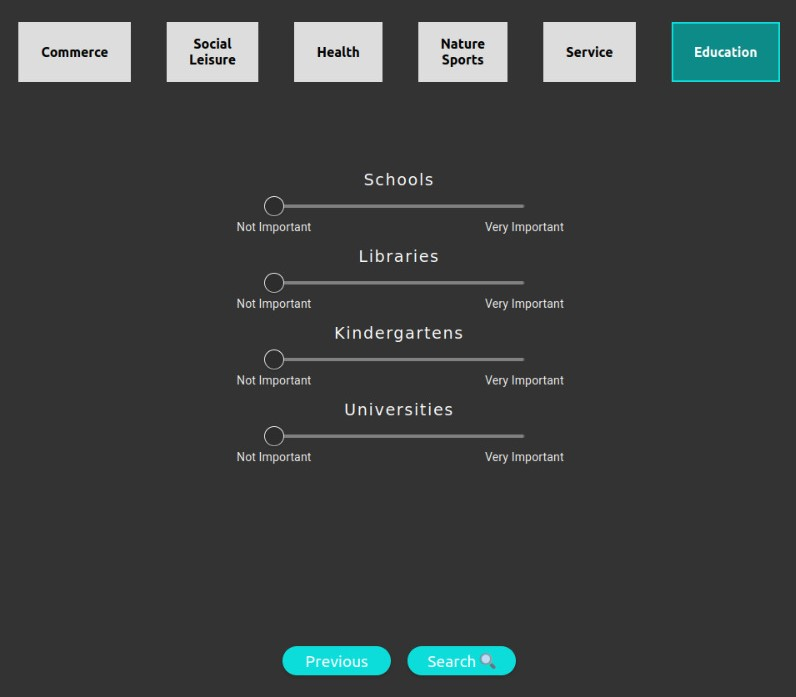 Commerce
Social
Leisure
Health
Nature
Sports
Service
Education
Schools
Not Important
Very Important
Libraries
Not Important
Very Important
Kindergartens
Not Important
Very Important
Universities
Not Important
Very Important
Previous
Search